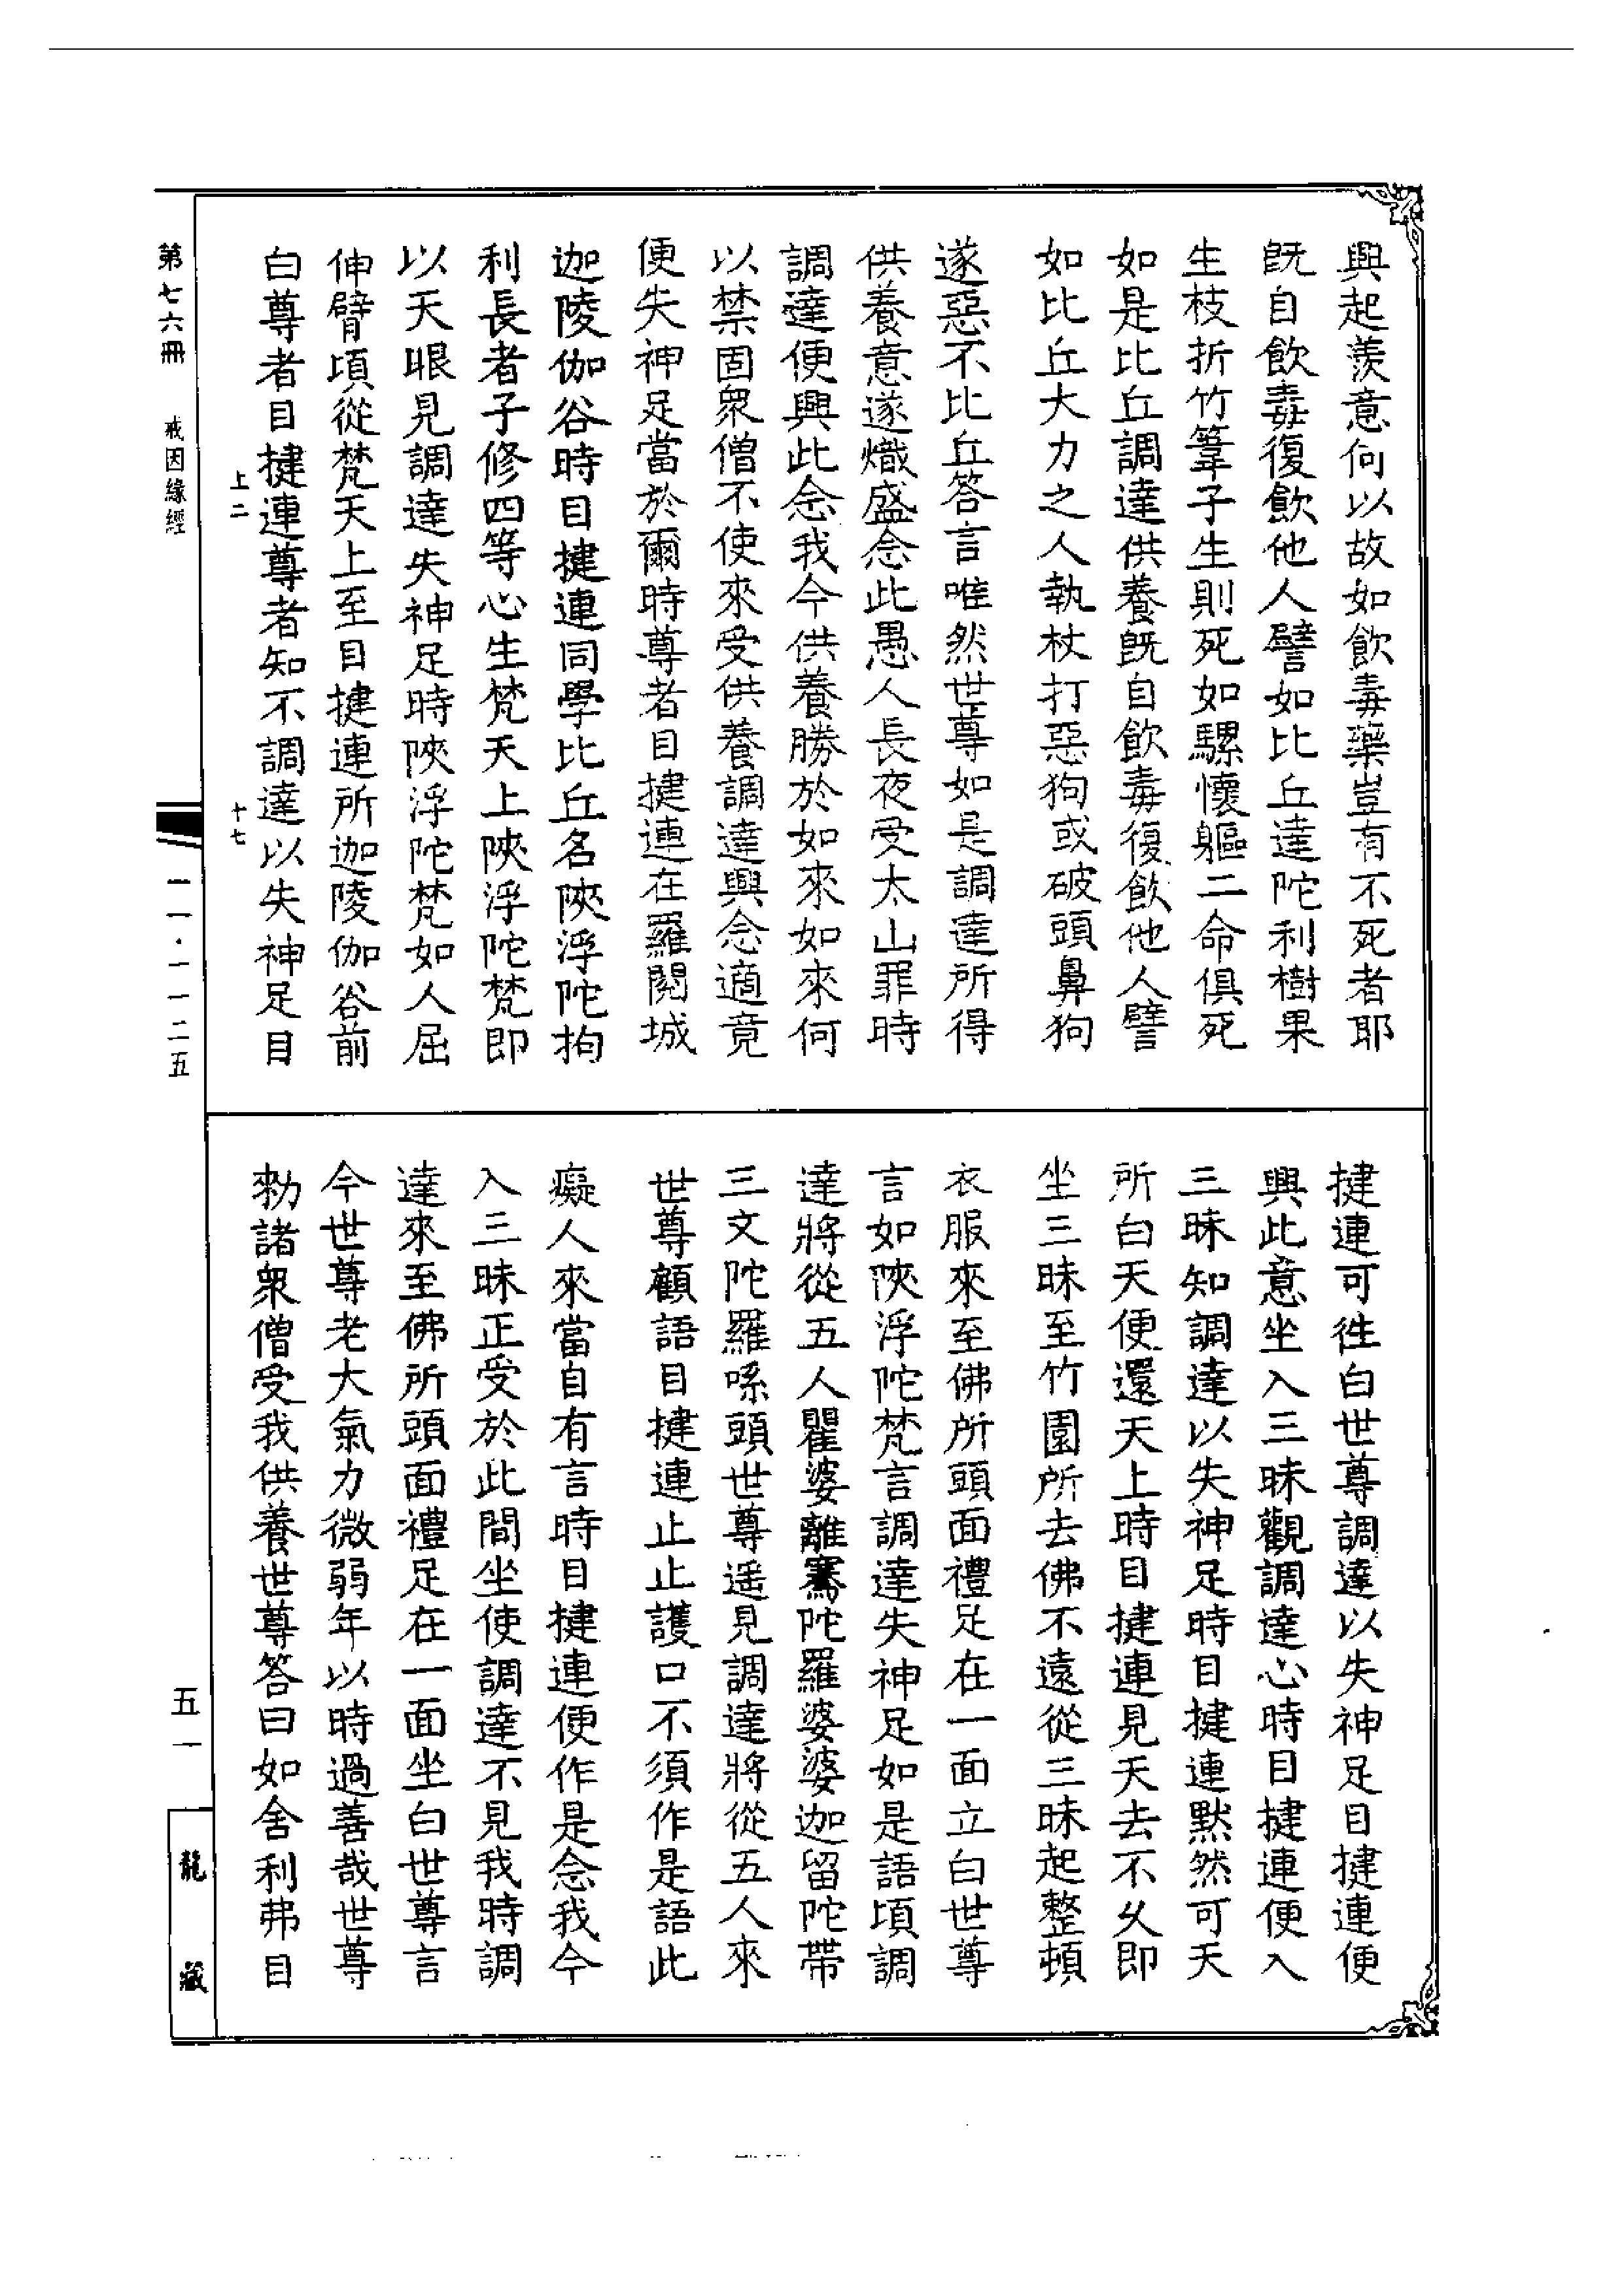 興起羨意何以故如飲毒藥豈有不死者耶
旣自飲毒復飲他人譬如比丘達陀利樹果
生枝折竹䈽子生則死如騾懷軀二命俱死
如是比丘調達供養旣自飲毒復飲他人譬
如比丘大力之人執杖打惡狗或破頭鼻狗
遂惡不比丘答言唯然世尊如是調達所得
供養意遂熾盛念此愚人長夜受太山罪時
調達便興此念我今供養勝於如來如來何
以禁固衆僧不使來受供養調達興念適竟
便失神足當於爾時尊者目揵連在羅閱城
迦陵伽谷時目揵連同學比丘名陜浮陀拘
利長者子修四等心生梵天上陜浮陀梵即
以天眼見調達失神足時陜浮陀梵如人屈
伸臂頃從梵天上至目揵連所迦陵伽谷前
白尊者目揵連尊者知不調達以失神足目
揵連可徃白世尊調達以失神足目揵連便
興此意坐入三昧觀調達心時目揵連便入
三昧知調達以失神足時目揵連默然可天
所白天便還天上時目揵連見天去不久即
坐三昧至竹園所去佛不遠從三昧起整頓
衣服來至佛所頭面禮足在一面立白世尊
言如陜浮陀梵言調達失神足如是語頃調
達將從五人瞿婆離騫陀羅婆婆迦留陀帶
三文陀羅㗫頭世尊遥見調達將從五人來
世尊顧語目揵連止止護口不須作是語此
癡人來當自有言時目揵連便作是念我今
入三昧正受於此間坐使調達不見我時調
達來至佛所頭面禮足在一面坐白世尊言
今世尊老大氣力微弱年以時過善哉世尊
勑諸衆僧受我供養世尊答曰如舍利弗目
上二
十七
第七六冊
戒因緣經
一一·一一二五
五一
龍藏